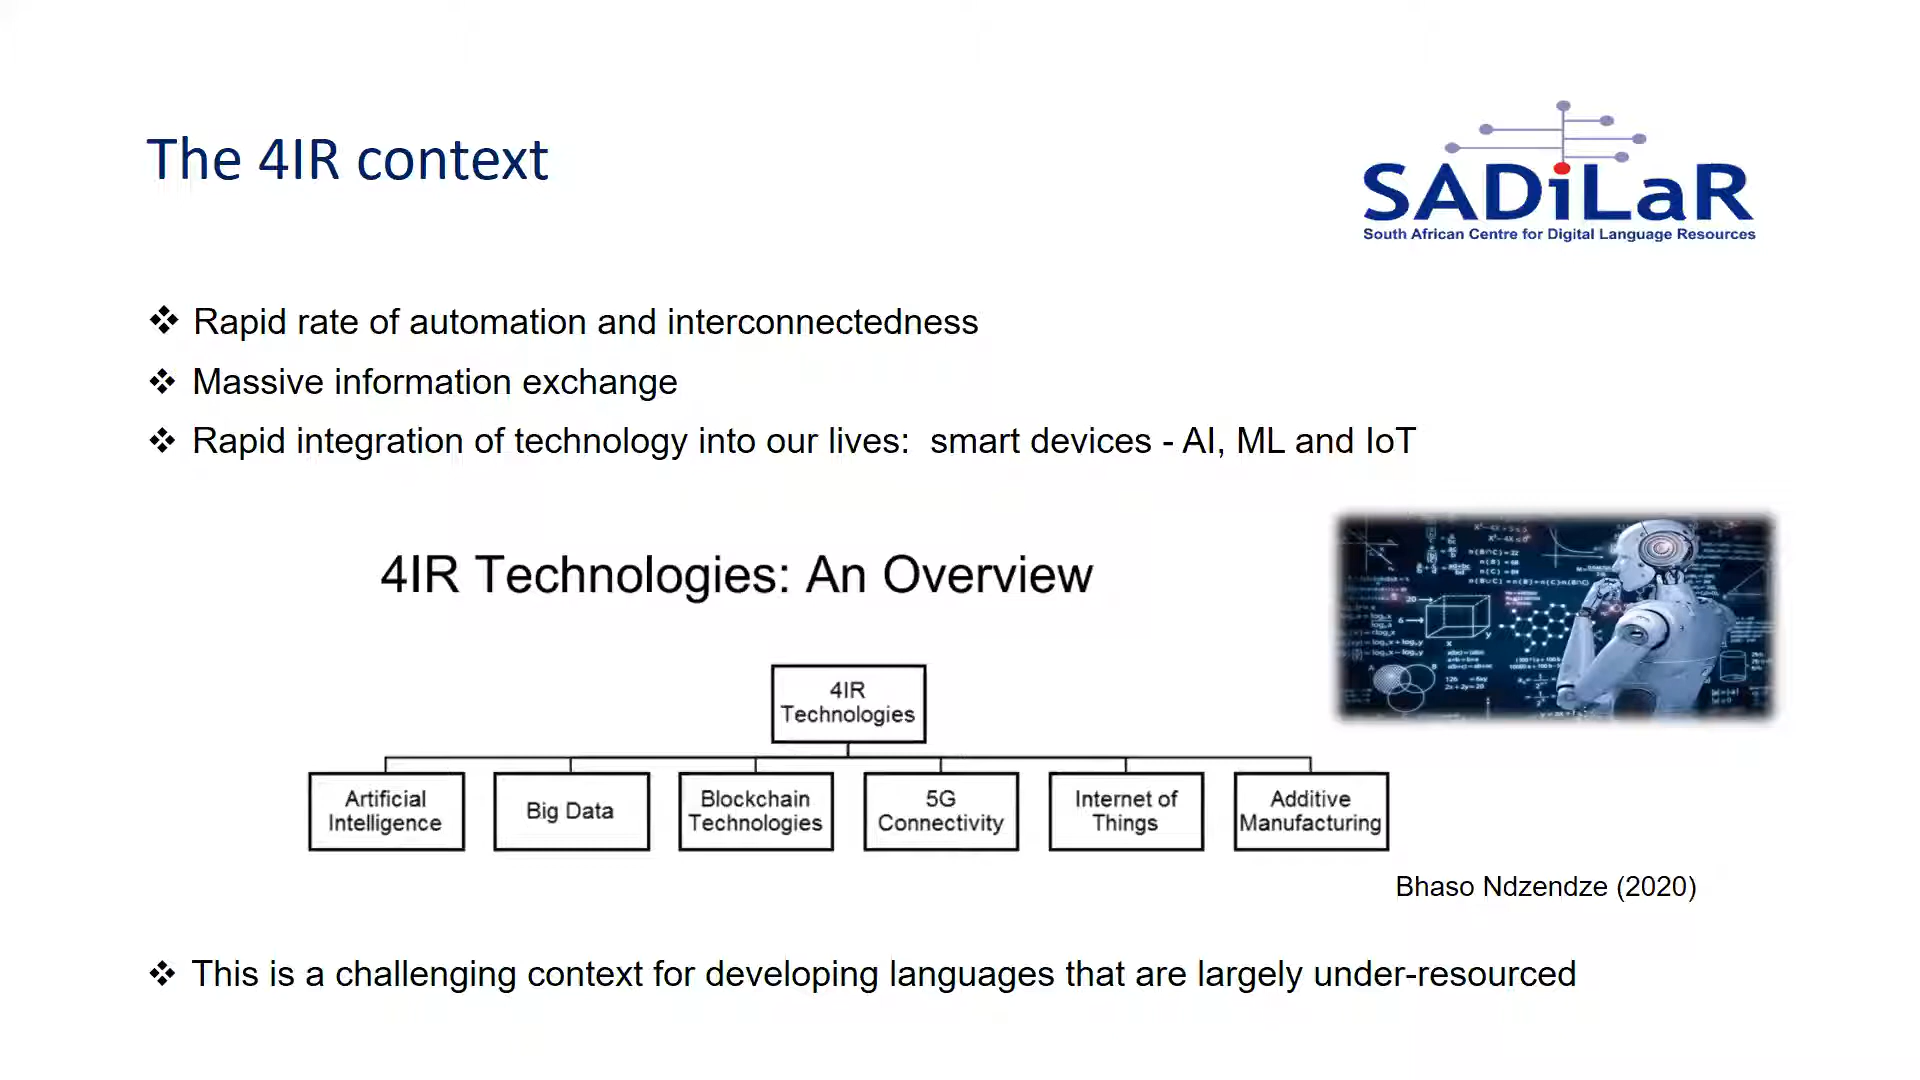 The 4IR context
SADiLaR
South African Centre for Digital Language Resources
❖ Rapid rate of automation and interconnectedness
❖ Massive information exchange
❖ Rapid integration of technology into our lives: smart devices - AI, ML and IoT
4IR Technologies: An Overview
4IR
Technologies
Artificial
Intelligence
Big Data
Blockchain
Technologies
5G
Connectivity
Internet of
Things
Additive
Manufacturing
Bhaso Ndzendze (2020)
❖ This is a challenging context for developing languages that are largely under-resourced